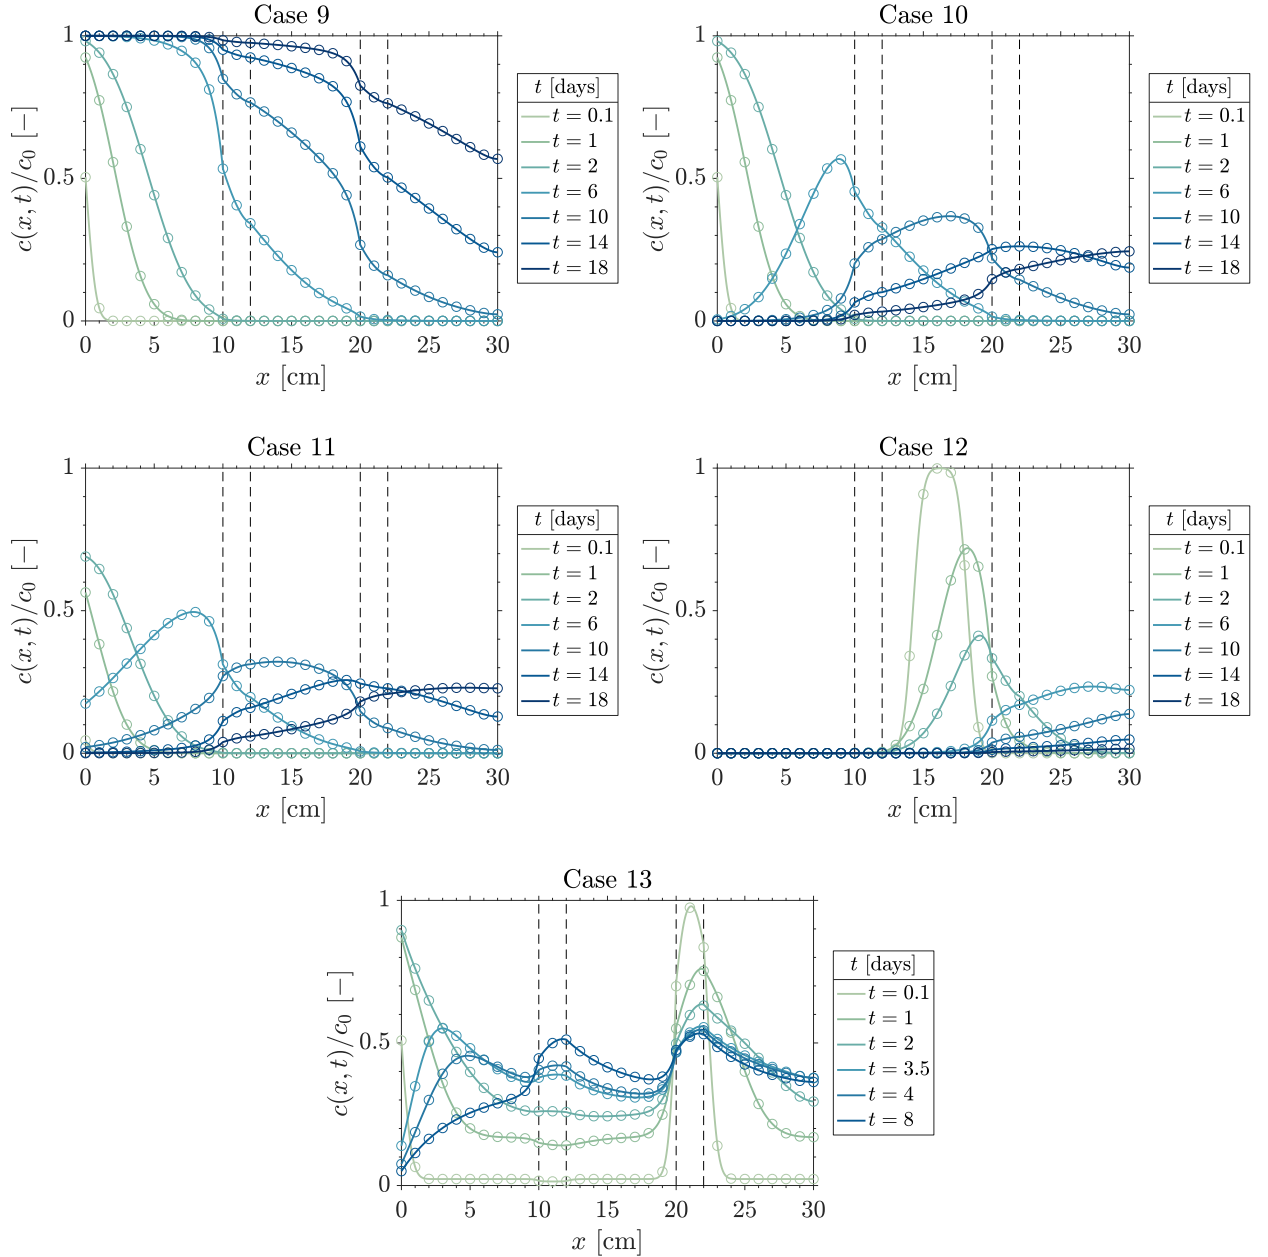 Case 9
1
0.5
0
0 5 10 15 20 25 30
x [cm]
c(x, t)/c₀ [−]
t [days]
t = 0.1
t = 1
t = 2
t = 6
t = 10
t = 14
t = 18
Case 10
1
0.5
0
0 5 10 15 20 25 30
x [cm]
c(x, t)/c₀ [−]
t [days]
t = 0.1
t = 1
t = 2
t = 6
t = 10
t = 14
t = 18
Case 11
1
0.5
0
0 5 10 15 20 25 30
x [cm]
c(x, t)/c₀ [−]
t [days]
t = 0.1
t = 1
t = 2
t = 6
t = 10
t = 14
t = 18
Case 12
1
0.5
0
0 5 10 15 20 25 30
x [cm]
c(x, t)/c₀ [−]
t [days]
t = 0.1
t = 1
t = 2
t = 6
t = 10
t = 14
t = 18
Case 13
1
0.5
0
0 5 10 15 20 25 30
x [cm]
c(x, t)/c₀ [−]
t [days]
t = 0.1
t = 1
t = 2
t = 3.5
t = 4
t = 8